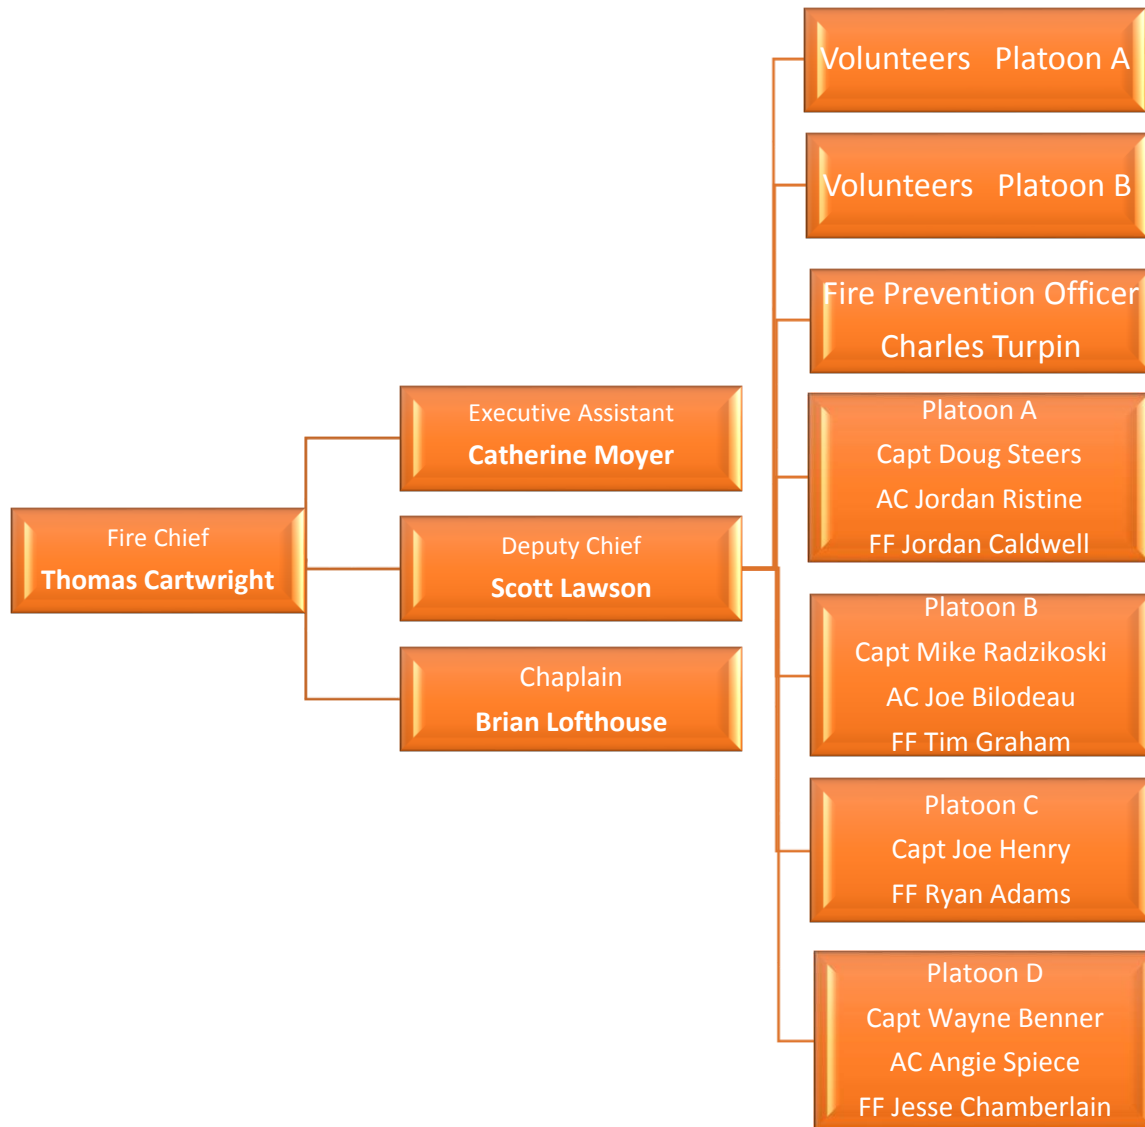 Fire Chief
Thomas Cartwright
Executive Assistant
Catherine Moyer
Deputy Chief
Scott Lawson
Chaplain
Brian Lofthouse
Volunteers   Platoon A
Volunteers   Platoon B
Fire Prevention Officer
Charles Turpin
Platoon A
Capt Doug Steers
AC Jordan Ristine
FF Jordan Caldwell
Platoon B
Capt Mike Radzikoski
AC Joe Bilodeau
FF Tim Graham
Platoon C
Capt Joe Henry
FF Ryan Adams
Platoon D
Capt Wayne Benner
AC Angie Spiece
FF Jesse Chamberlain